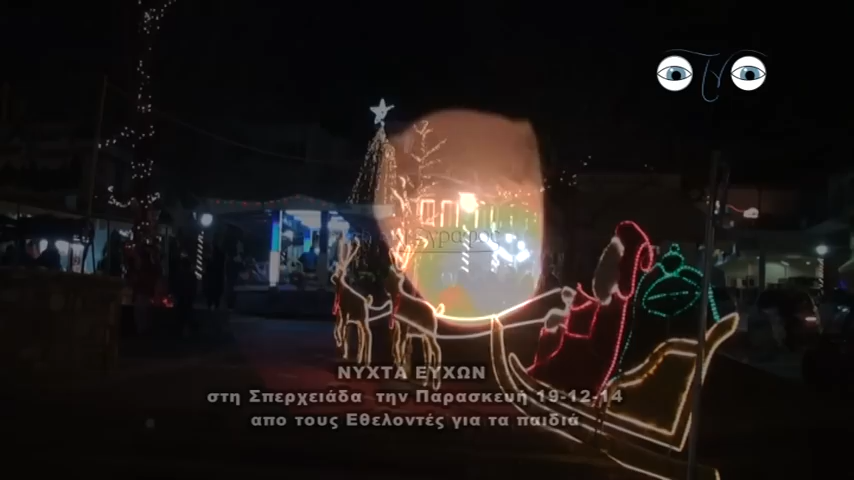 ΝΥΧΤΑ ΕΥΧΩΝ
στη Σπερχειάδα την Παρασκευή 19-12-14
απο τους Εθελοντές για τα παιδιά